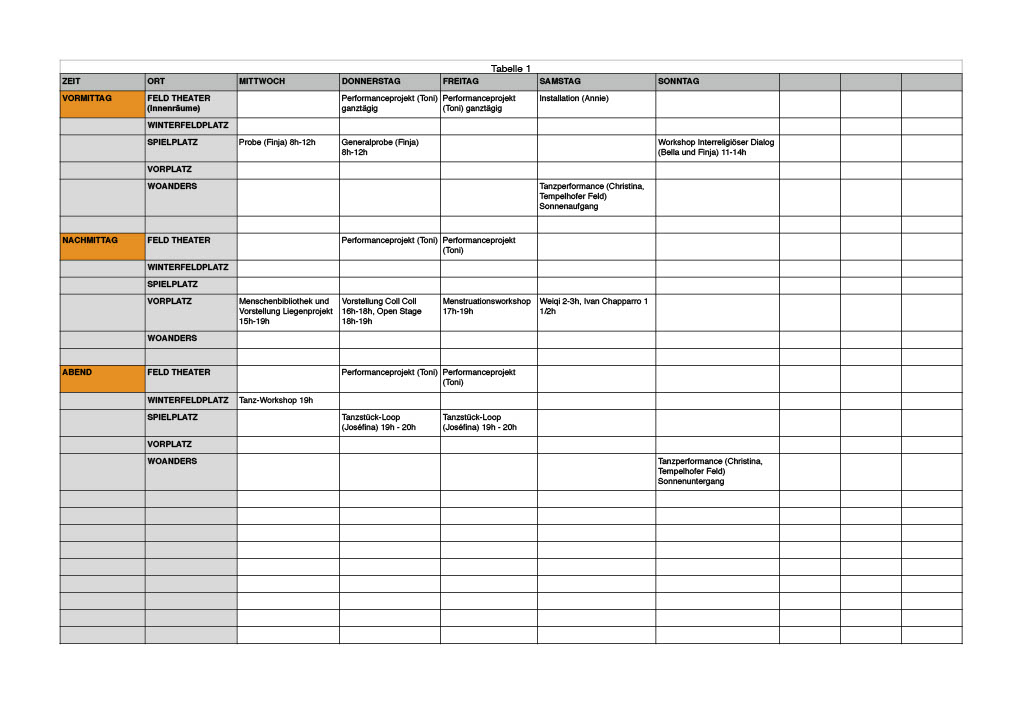 Tabelle 1
ZEIT ORT MITTWOCH DONNERSTAG FREITAG SAMSTAG SONNTAG
VORMITTAG FELD THEATER Performanceprojekt (Toni) Performanceprojekt Installation (Annie)
(Innenräume) ganztägig (Toni) ganztägig
WINTERFELDPLATZ
SPIELPLATZ Probe (Finja) 8h-12h Generalprobe (Finja) Workshop Interreligiöser Dialog
8h-12h (Bella und Finja) 11-14h
VORPLATZ
WOANDERS Tanzperformance (Christina,
Tempelhofer Feld)
Sonnenaufgang
NACHMITTAG FELD THEATER Performanceprojekt (Toni) Performanceprojekt
(Toni)
WINTERFELDPLATZ
SPIELPLATZ
VORPLATZ Menschenbibliothek und Vorstellung Coll Coll Menstruationsworkshop Weiqi 2-3h, Ivan Chapparro 1
Vorstellung Liegenprojekt 16h-18h, Open Stage 17h-19h 1/2h
15h-19h 18h-19h
WOANDERS
ABEND FELD THEATER Performanceprojekt (Toni) Performanceprojekt
(Toni)
WINTERFELDPLATZ Tanz-Workshop 19h
SPIELPLATZ Tanzstück-Loop Tanzstück-Loop
(Joséfina) 19h - 20h (Joséfina) 19h - 20h
VORPLATZ
WOANDERS Tanzperformance (Christina,
Tempelhofer Feld)
Sonnenuntergang